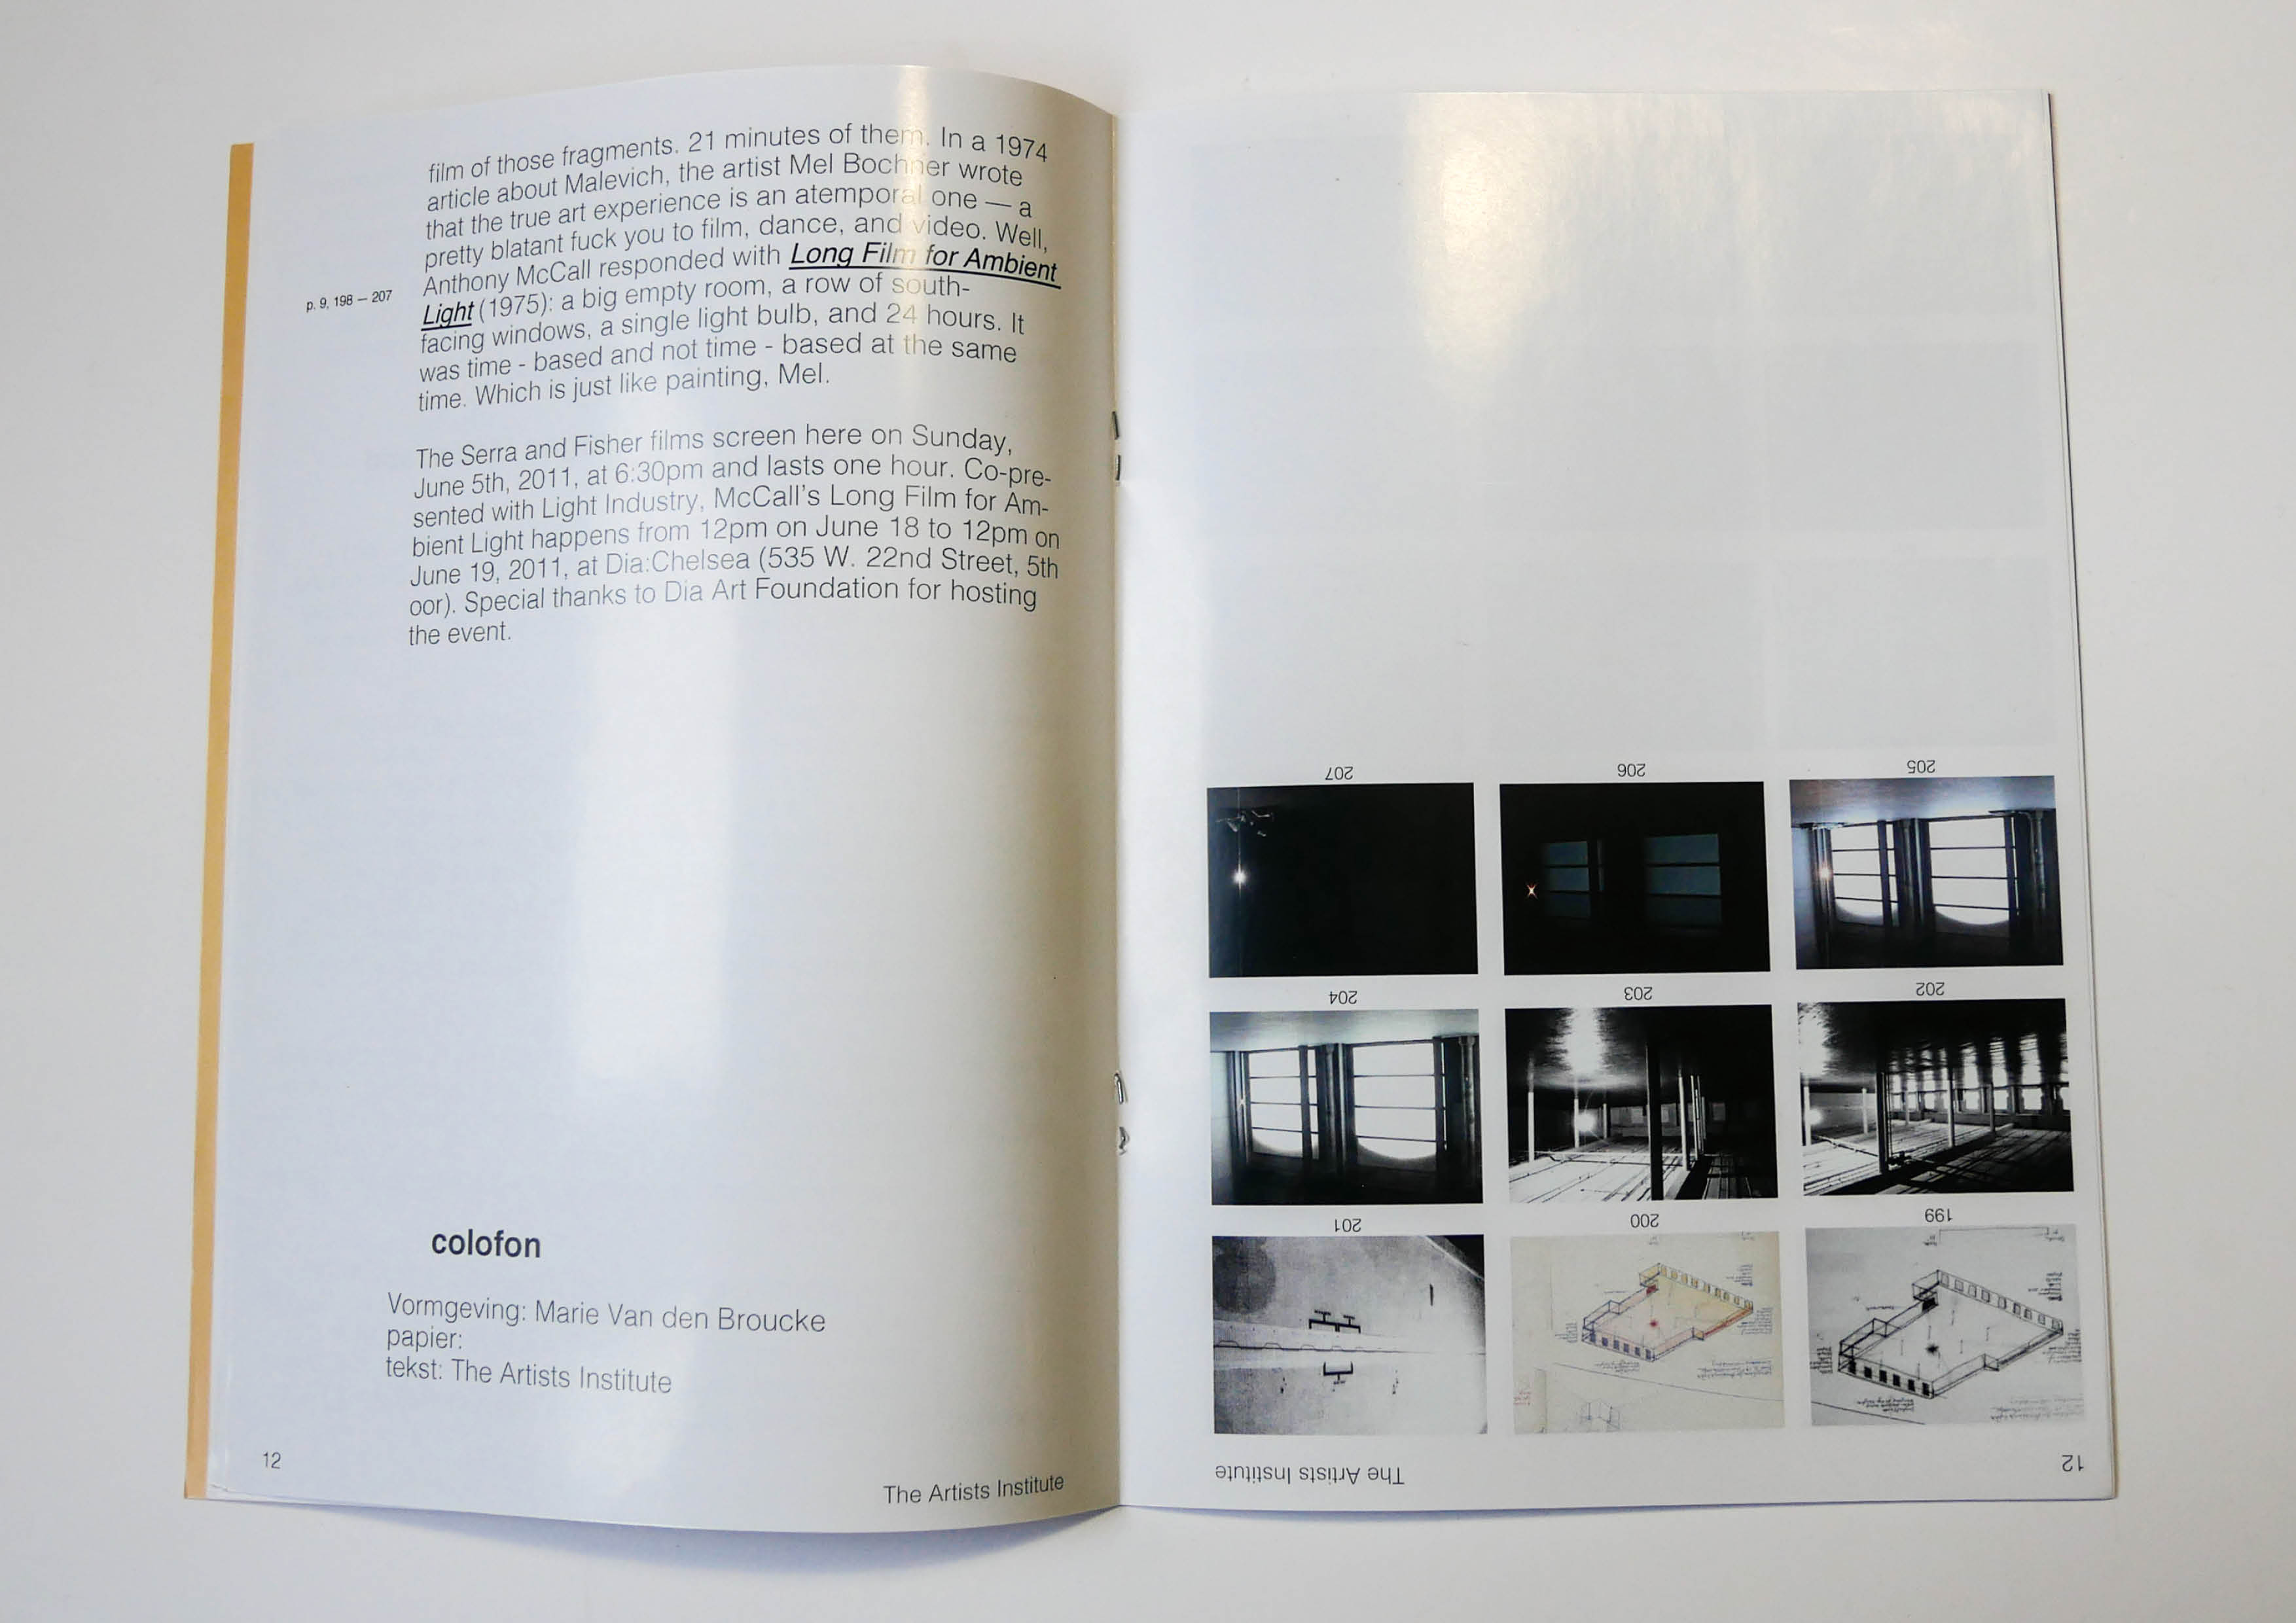 film of those fragments. 21 minutes of them. In a 1974
article about Malevich, the artist Mel Bochner wrote
that the true art experience is an atemporal one — a
pretty blatant fuck you to film, dance, and video. Well,
Anthony McCall responded with Long Film for Ambient
Light (1975): a big empty room, a row of south-
facing windows, a single light bulb, and 24 hours. It
was time - based and not time - based at the same
time. Which is just like painting, Mel.
p. 9, 198 – 207
The Serra and Fisher films screen here on Sunday,
June 5th, 2011, at 6:30pm and lasts one hour. Co-pre-
sented with Light Industry, McCall's Long Film for Am-
bient Light happens from 12pm on June 18 to 12pm on
June 19, 2011, at Dia:Chelsea (535 W. 22nd Street, 5th
oor). Special thanks to Dia Art Foundation for hosting
the event.
colofon
Vormgeving: Marie Van den Broucke
papier:
tekst: The Artists Institute
12
The Artists Institute
207
206
205
204
203
202
201
200
199
The Artists Institute
12